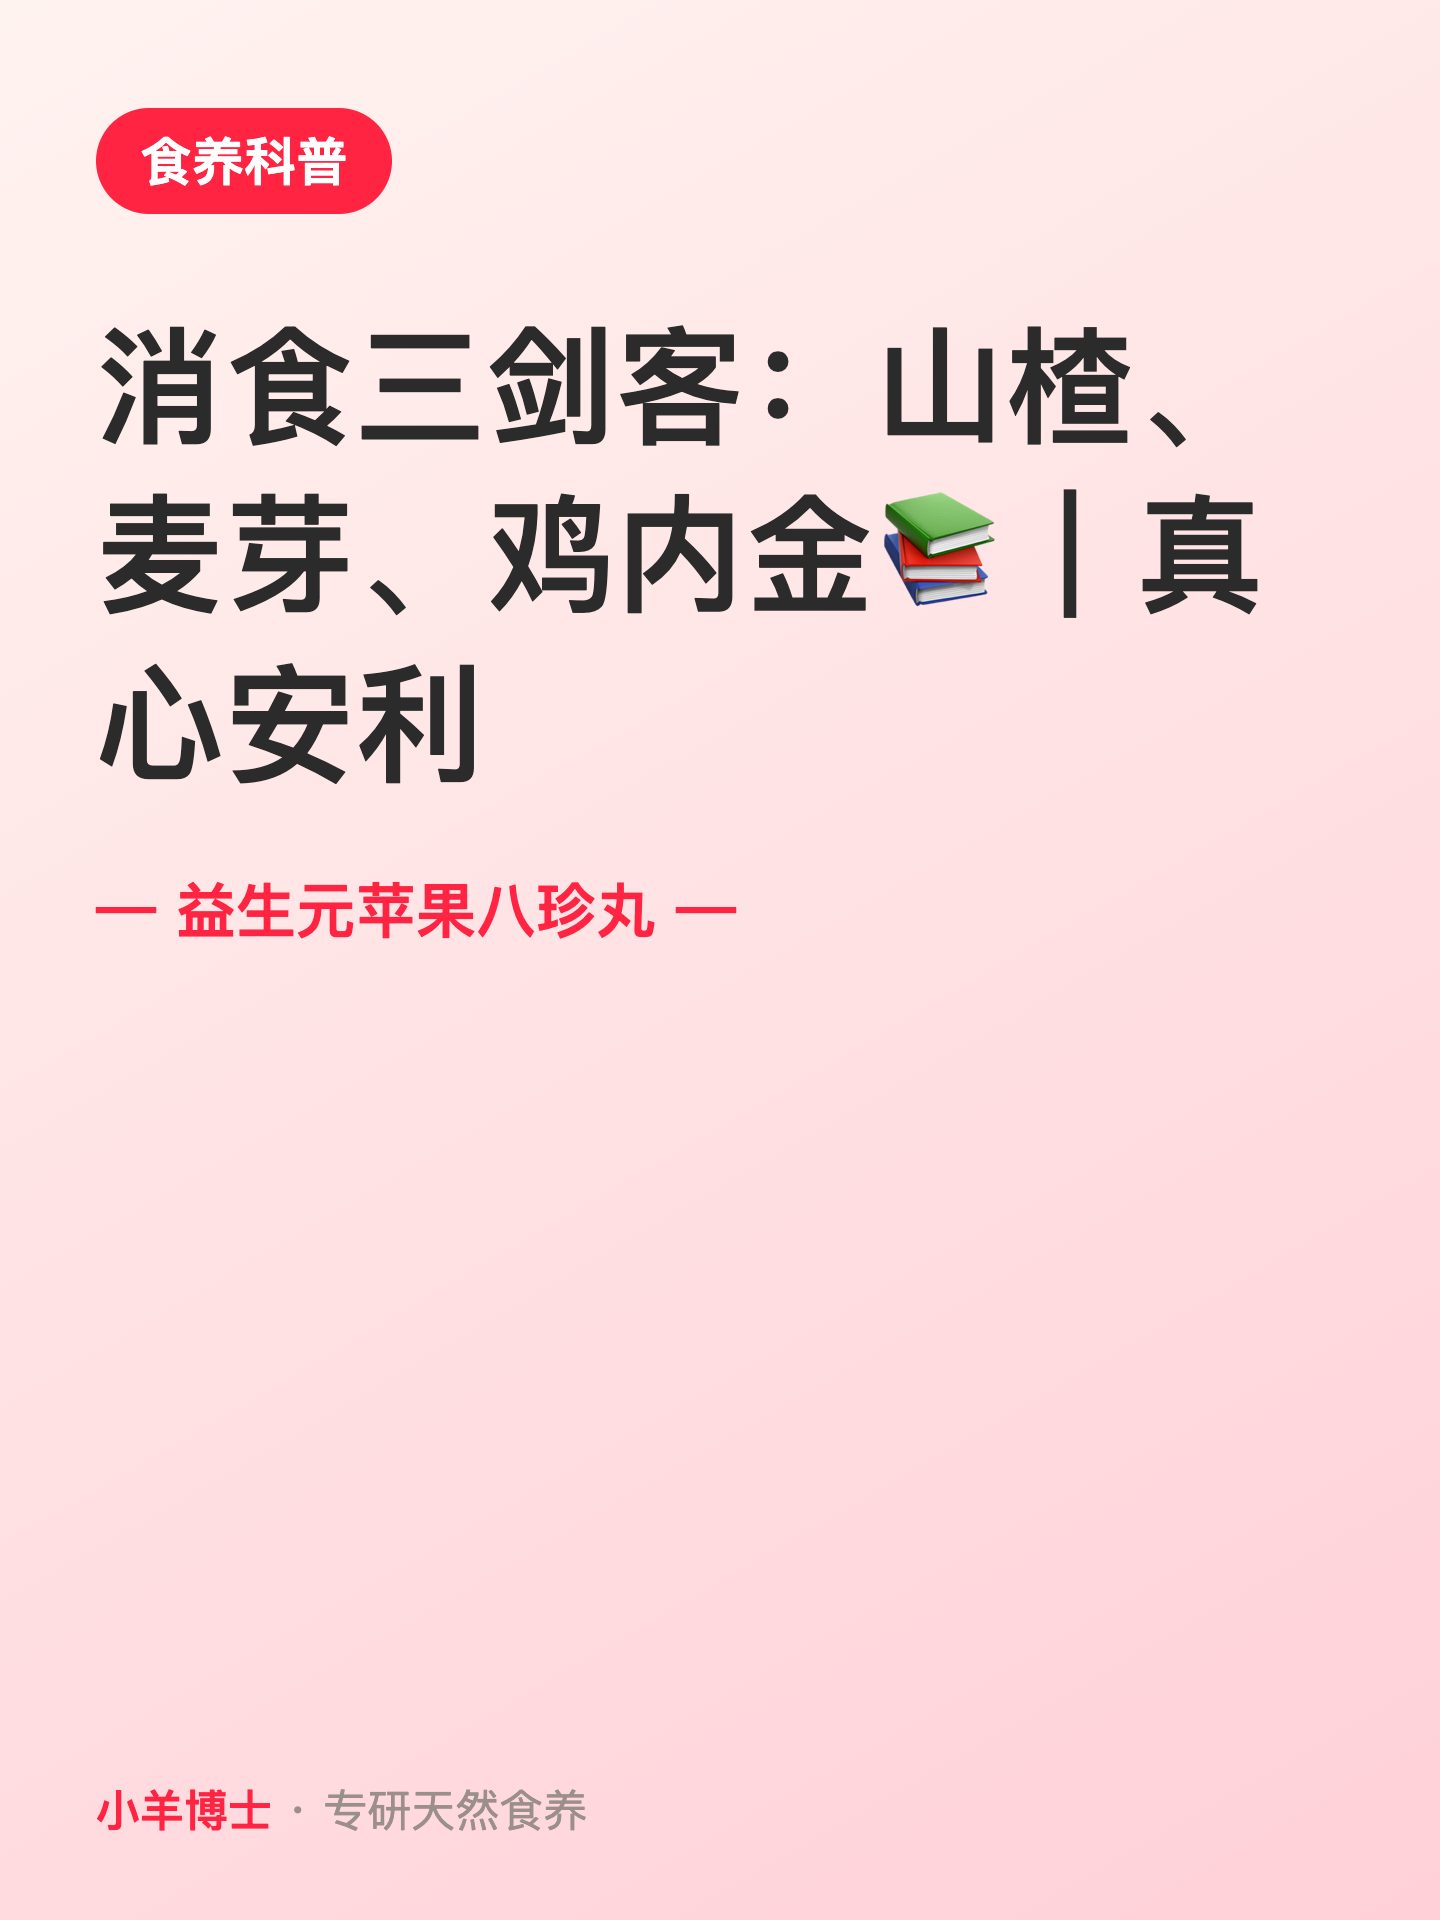 食养科普
消食三剑客：山楂、
麦芽、鸡内金📚｜真
心安利
— 益生元苹果八珍丸 —
小羊博士 · 专研天然食养